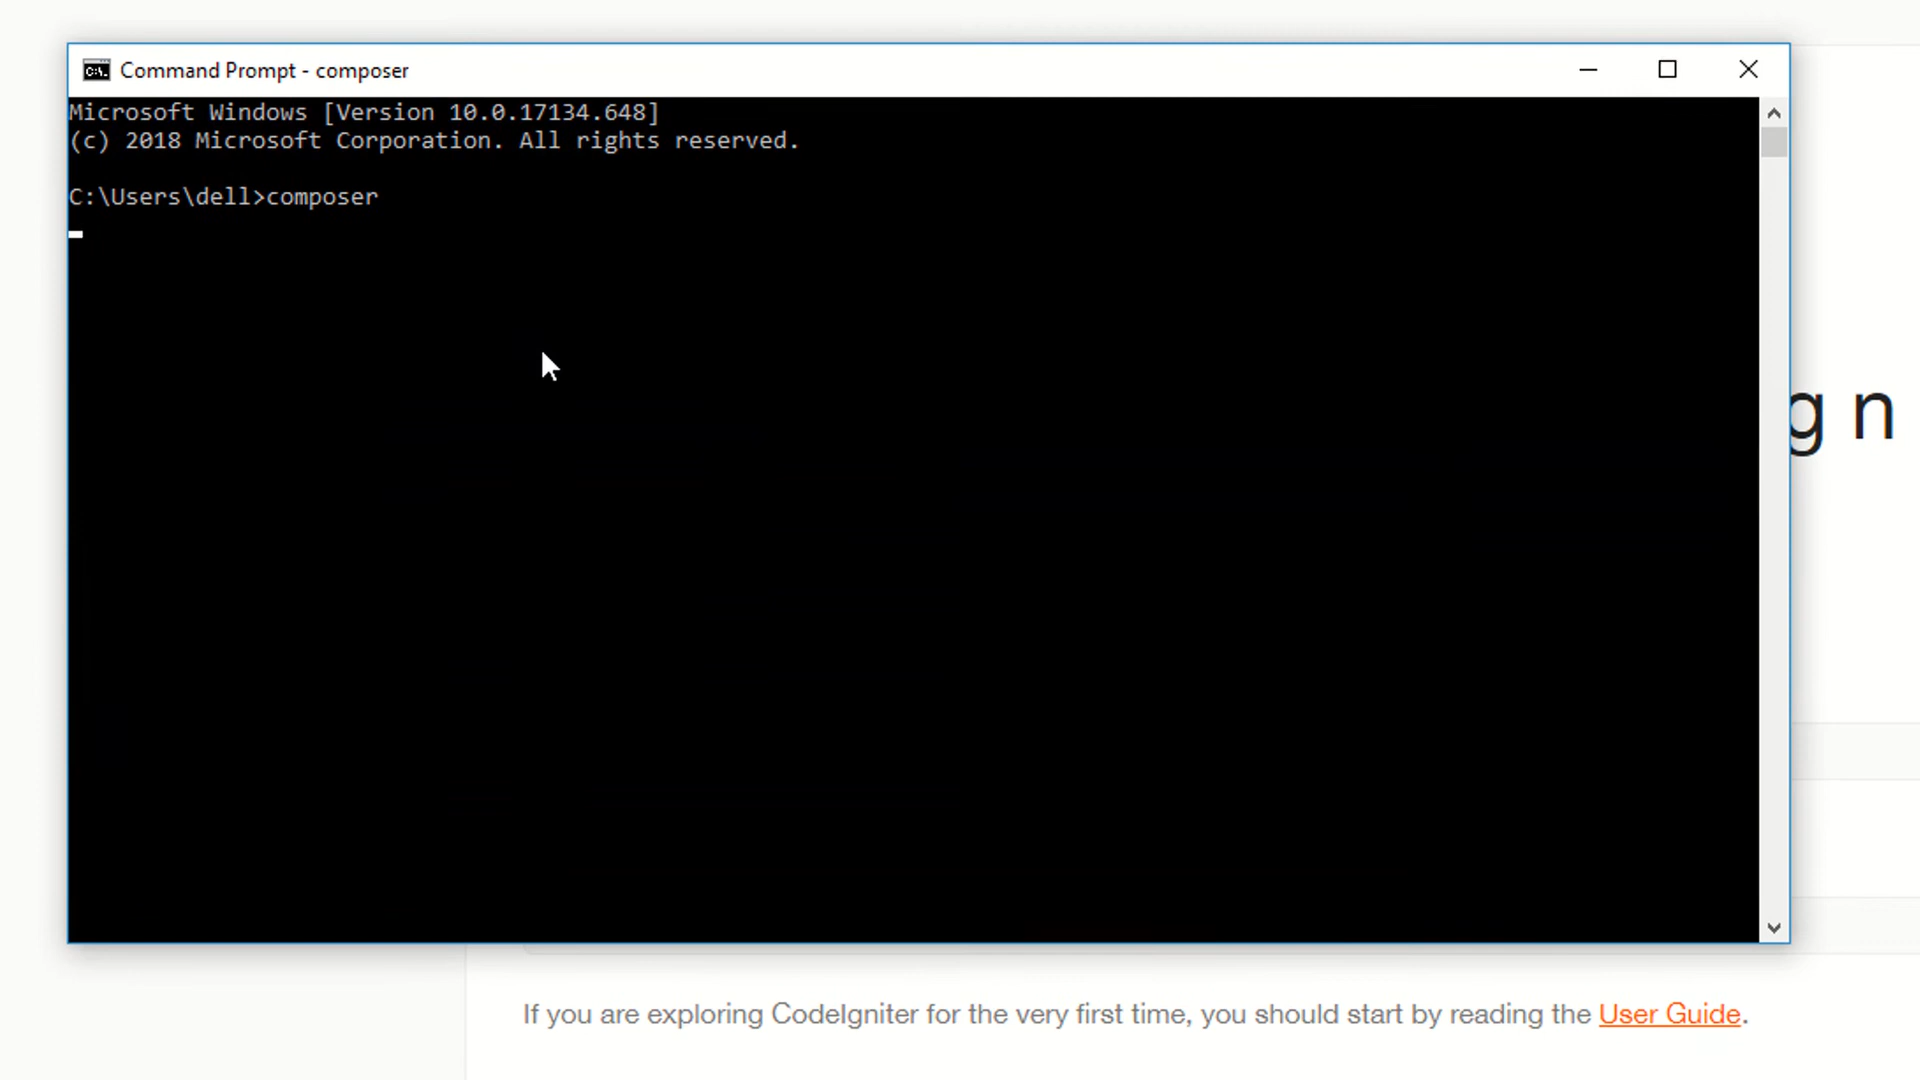 Command Prompt - composer
Microsoft Windows [Version 10.0.17134.648]
(c) 2018 Microsoft Corporation. All rights reserved.
C:\Users\dell>composer
g n
If you are exploring CodeIgniter for the very first time, you should start by reading the User Guide.